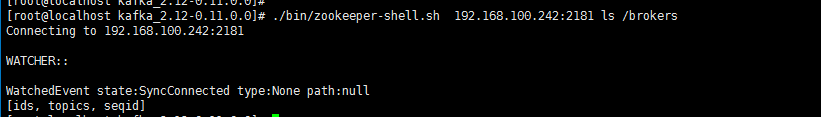 [root@localhost kafka_2.12-0.11.0.0]#
[root@localhost kafka_2.12-0.11.0.0]# ./bin/zookeeper-shell.sh  192.168.100.242:2181 ls /brokers
Connecting to 192.168.100.242:2181

WATCHER::

WatchedEvent state:SyncConnected type:None path:null
[ids, topics, seqid]